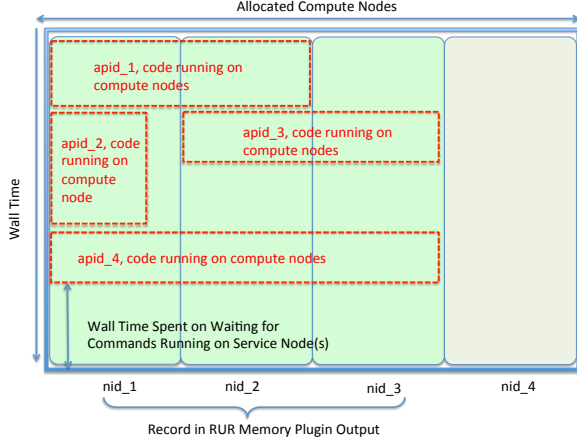 Allocated Compute Nodes
Wall Time
apid_1, code running on
compute nodes
apid_2, code
running on
compute
node
apid_3, code running on
compute nodes
apid_4, code running on compute nodes
Wall Time Spent on Waiting for
Commands Running on Service Node(s)
nid_1
nid_2
nid_3
nid_4
Record in RUR Memory Plugin Output